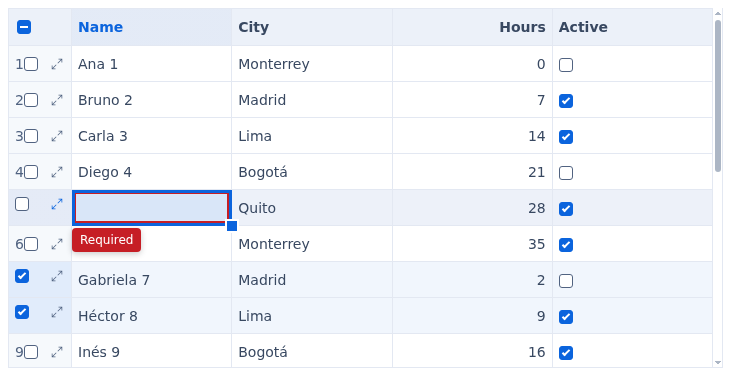 Name City Hours Active
1 Ana 1 Monterrey 0
2 Bruno 2 Madrid 7
3 Carla 3 Lima 14
4 Diego 4 Bogotá 21
Quito 28
Required
6 Monterrey 35
Gabriela 7 Madrid 2
Héctor 8 Lima 9
9 Inés 9 Bogotá 16